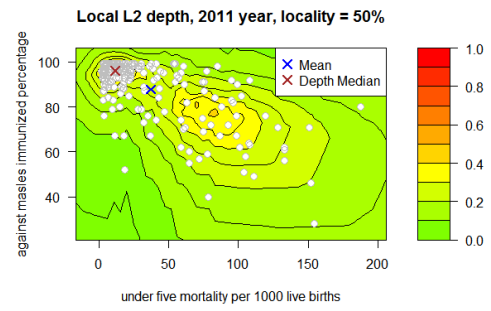 Local L2 depth, 2011 year, locality = 50%
against masles immunized percentage
100
80
60
40
Mean
Depth Median
0 50 100 150 200
under five mortality per 1000 live births
1.0
0.8
0.6
0.4
0.2
0.0